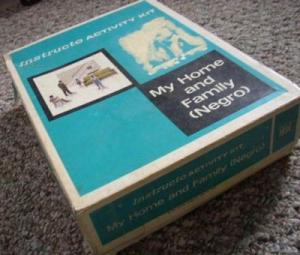 Instructo ACTIVITY KIT
My Home
and
Family
(Negro)
Instructo ACTIVITY KIT
My Home and Family (Negro)